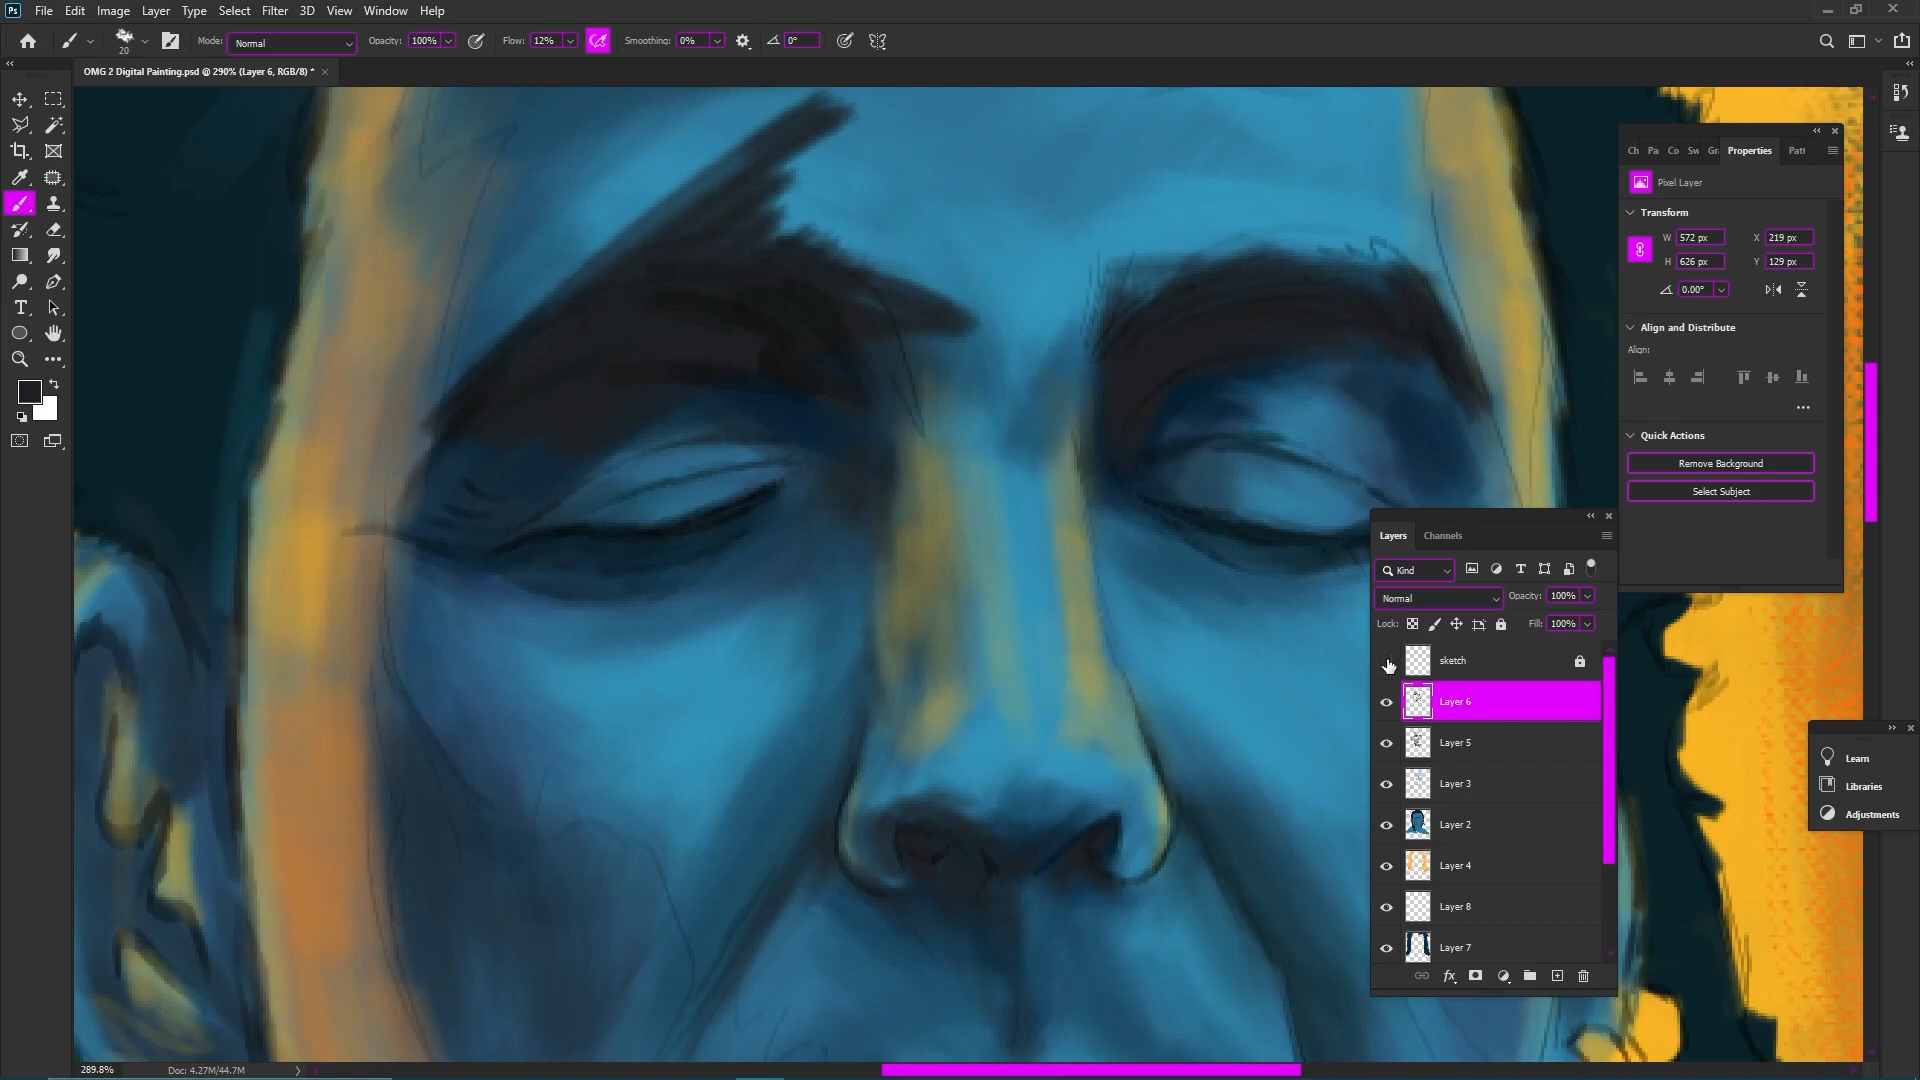 Ps File Edit Image Layer Type Select Filter 3D View Window Help
20 Mode: Normal Opacity: 100% Flow: 12% Smoothing: 0% 0°
OMG 2 Digital Painting.psd @ 290% (Layer 6, RGB/8) *
Ch Pa Co Sw Gr Properties Patt
Pixel Layer
Transform
W 572 px X 219 px
H 626 px Y 129 px
0.00°
Align and Distribute
Align:
Quick Actions
Remove Background
Select Subject
Layers Channels
Kind
Normal Opacity: 100%
Lock: Fill: 100%
sketch
Layer 6
Layer 5
Layer 3
Layer 2
Layer 4
Layer 8
Layer 7
fx
Learn
Libraries
Adjustments
289.8% Doc: 4.27M/44.7M